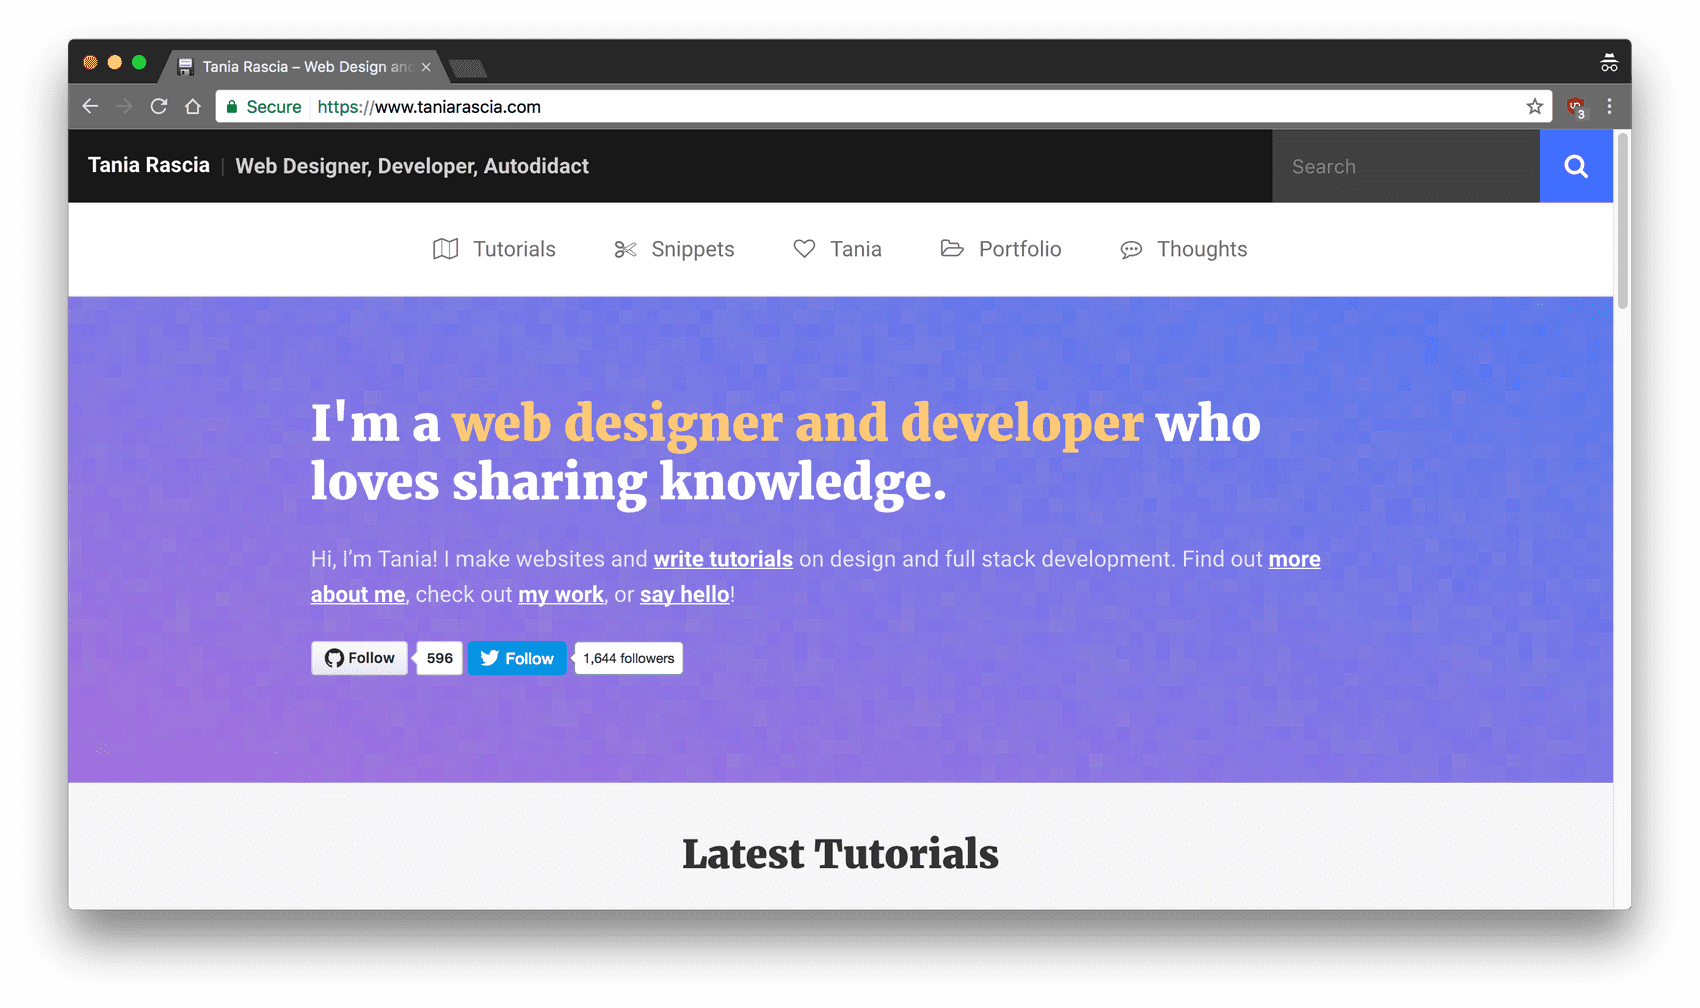 Tania Rascia – Web Design and
Secure https://www.taniarascia.com
3
Tania Rascia | Web Designer, Developer, Autodidact
Search
Tutorials Snippets Tania Portfolio Thoughts
I'm a web designer and developer who
loves sharing knowledge.
Hi, I’m Tania! I make websites and write tutorials on design and full stack development. Find out more
about me, check out my work, or say hello!
Follow 596 Follow 1,644 followers
Latest Tutorials